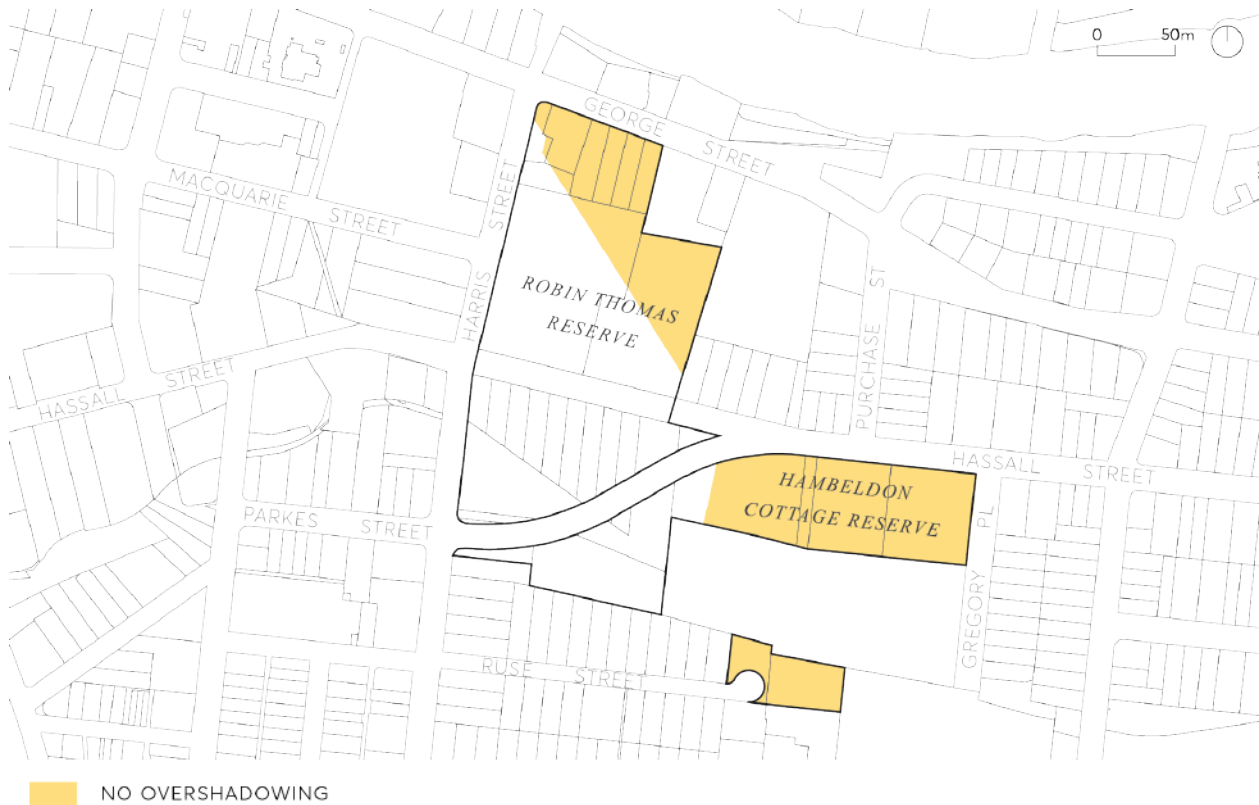 0 50m
GEORGE
STREET
MACQUARIE
STREET
HARRIS
STREET
ROBIN THOMAS
RESERVE
PURCHASE ST
HASSALL
STREET
HASSALL
STREET
HAMBELDON
COTTAGE RESERVE
PARKES STREET
GREGORY PL
RUSE STREET
NO OVERSHADOWING